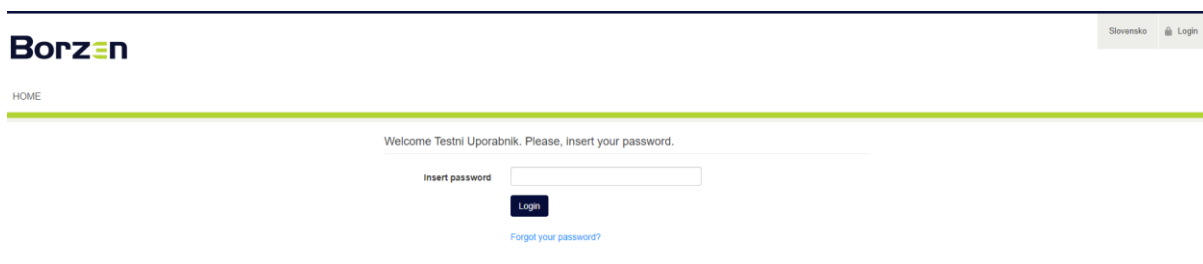 Slovensko Login
Borzen
HOME
Welcome Testni Uporabnik. Please, insert your password.
Insert password
Login
Forgot your password?